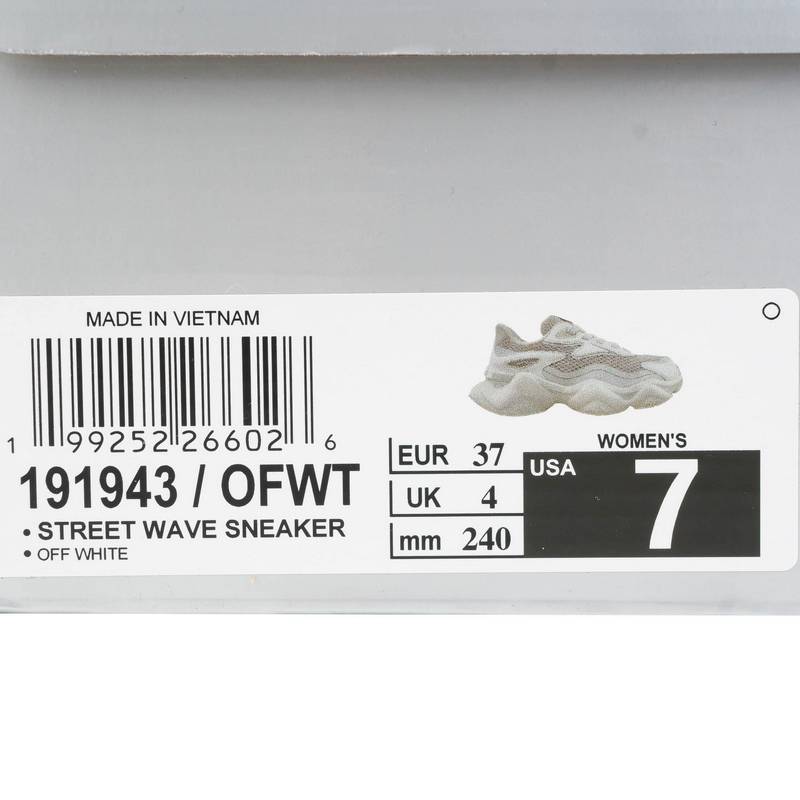 MADE IN VIETNAM
1 99252 26602 6
191943 / OFWT
• STREET WAVE SNEAKER
• OFF WHITE
EUR 37
UK 4
mm 240
WOMEN'S
USA 7